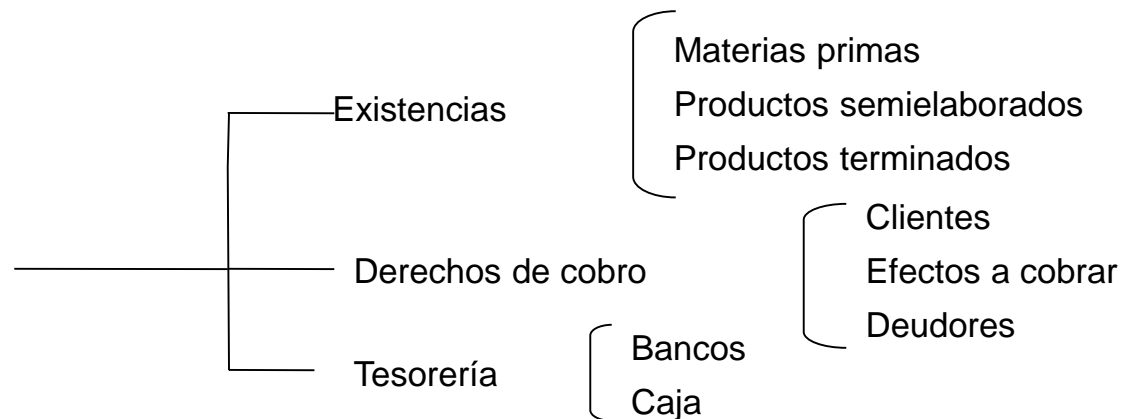 Existencias
Materias primas
Productos semielaborados
Productos terminados
Derechos de cobro
Clientes
Efectos a cobrar
Deudores
Tesorería
Bancos
Caja